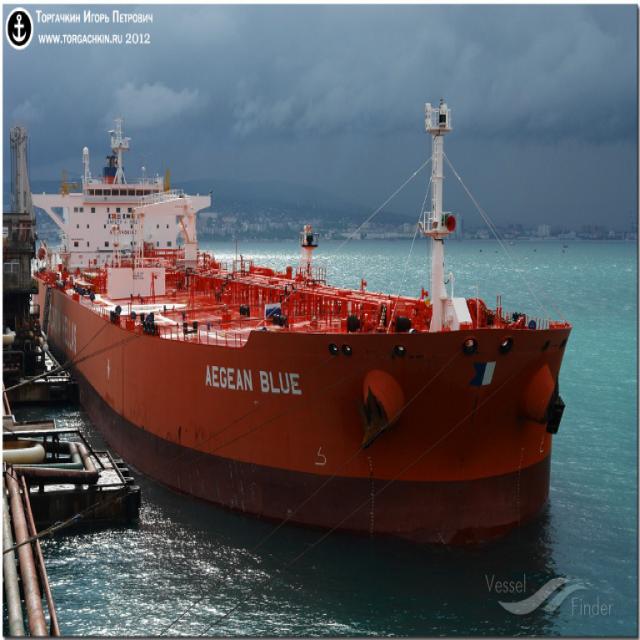 Торгачкин Игорь Петрович
www.torgachkin.ru 2012
AEGEAN BLUE
Vessel
Finder